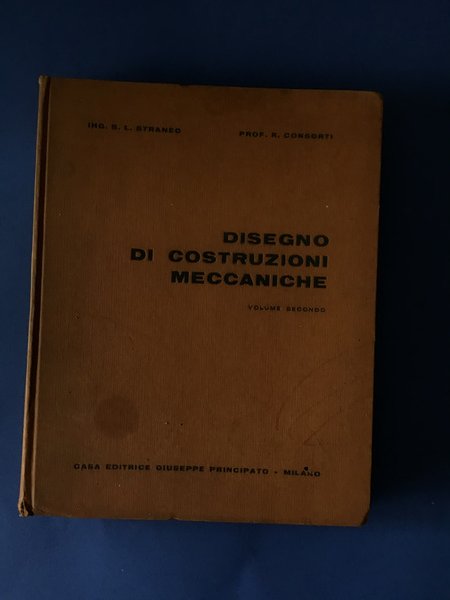 ING. S. L. STRANEO PROF. R. CONSORTI
DISEGNO
DI COSTRUZIONI
MECCANICHE
VOLUME SECONDO
CASA EDITRICE GIUSEPPE PRINCIPATO - MILANO